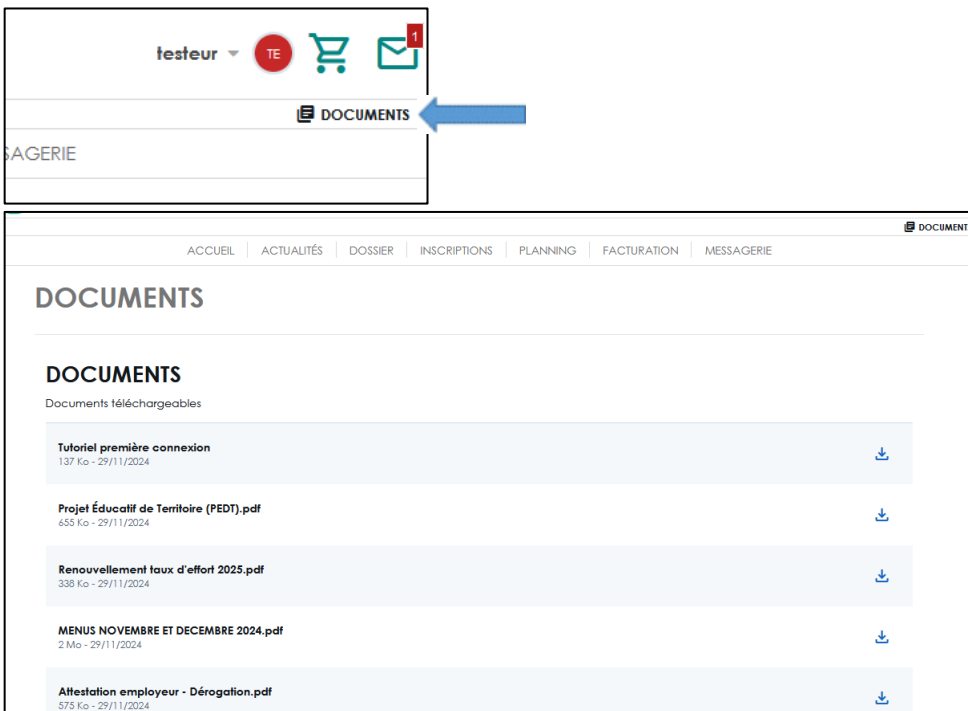 testeur
TE
1
DOCUMENTS
SAGERIE
DOCUMENT
ACCUEIL ACTUALITÉS DOSSIER INSCRIPTIONS PLANNING FACTURATION MESSAGERIE
DOCUMENTS
DOCUMENTS
Documents téléchargeables
Tutoriel première connexion
137 Ko - 29/11/2024
Projet Éducatif de Territoire (PEDT).pdf
655 Ko - 29/11/2024
Renouvellement taux d'effort 2025.pdf
338 Ko - 29/11/2024
MENUS NOVEMBRE ET DECEMBRE 2024.pdf
2 Mo - 29/11/2024
Attestation employeur - Dérogation.pdf
575 Ko - 29/11/2024